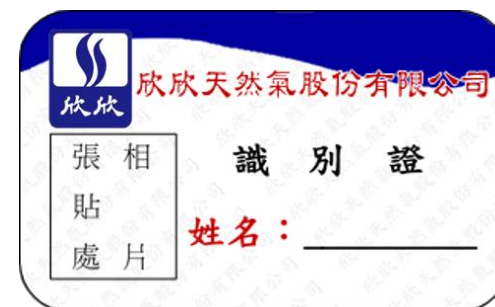 欣欣
欣欣天然氣股份有限公司
識別證
相片
張貼處
姓名：